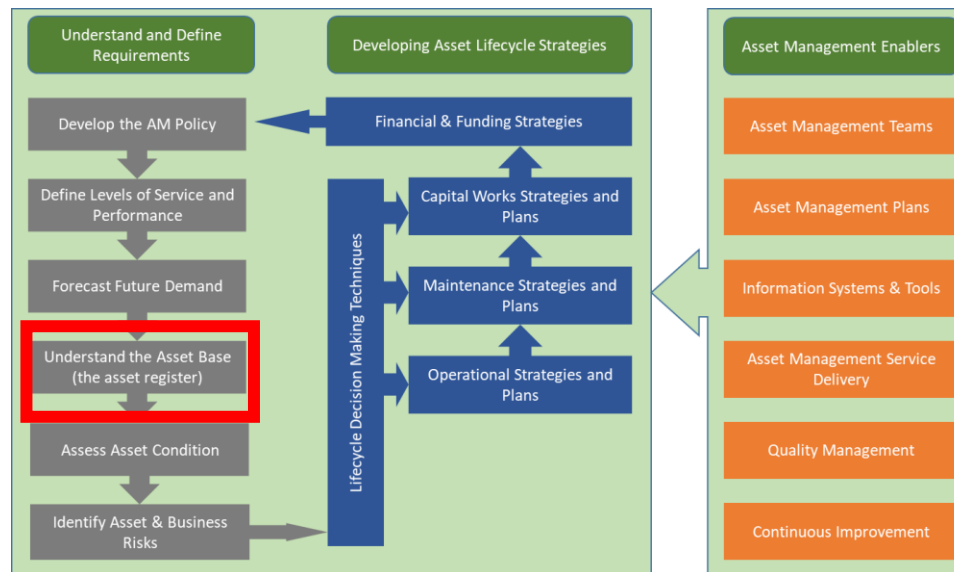 Understand and Define
Requirements
Develop the AM Policy
Define Levels of Service and
Performance
Forecast Future Demand
Understand the Asset Base
(the asset register)
Assess Asset Condition
Identify Asset & Business
Risks
Developing Asset Lifecycle Strategies
Financial & Funding Strategies
Lifecycle Decision Making Techniques
Capital Works Strategies and
Plans
Maintenance Strategies and
Plans
Operational Strategies and
Plans
Asset Management Enablers
Asset Management Teams
Asset Management Plans
Information Systems & Tools
Asset Management Service
Delivery
Quality Management
Continuous Improvement